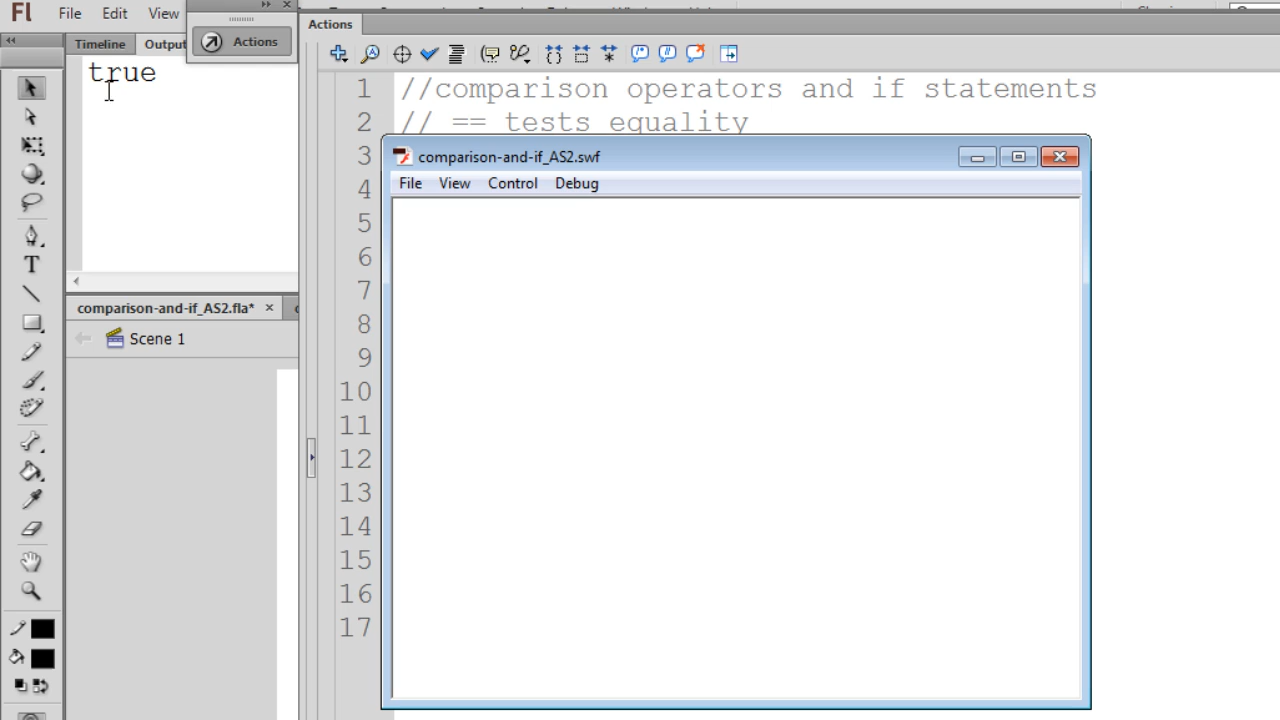 Fl File Edit View
Actions
Timeline Output
true
Actions
1 //comparison operators and if statements
2 // == tests equality
3
4
5
6
7
8
9
10
11
12
13
14
15
16
17
comparison-and-if_AS2.swf
File View Control Debug
comparison-and-if_AS2.fla*
Scene 1